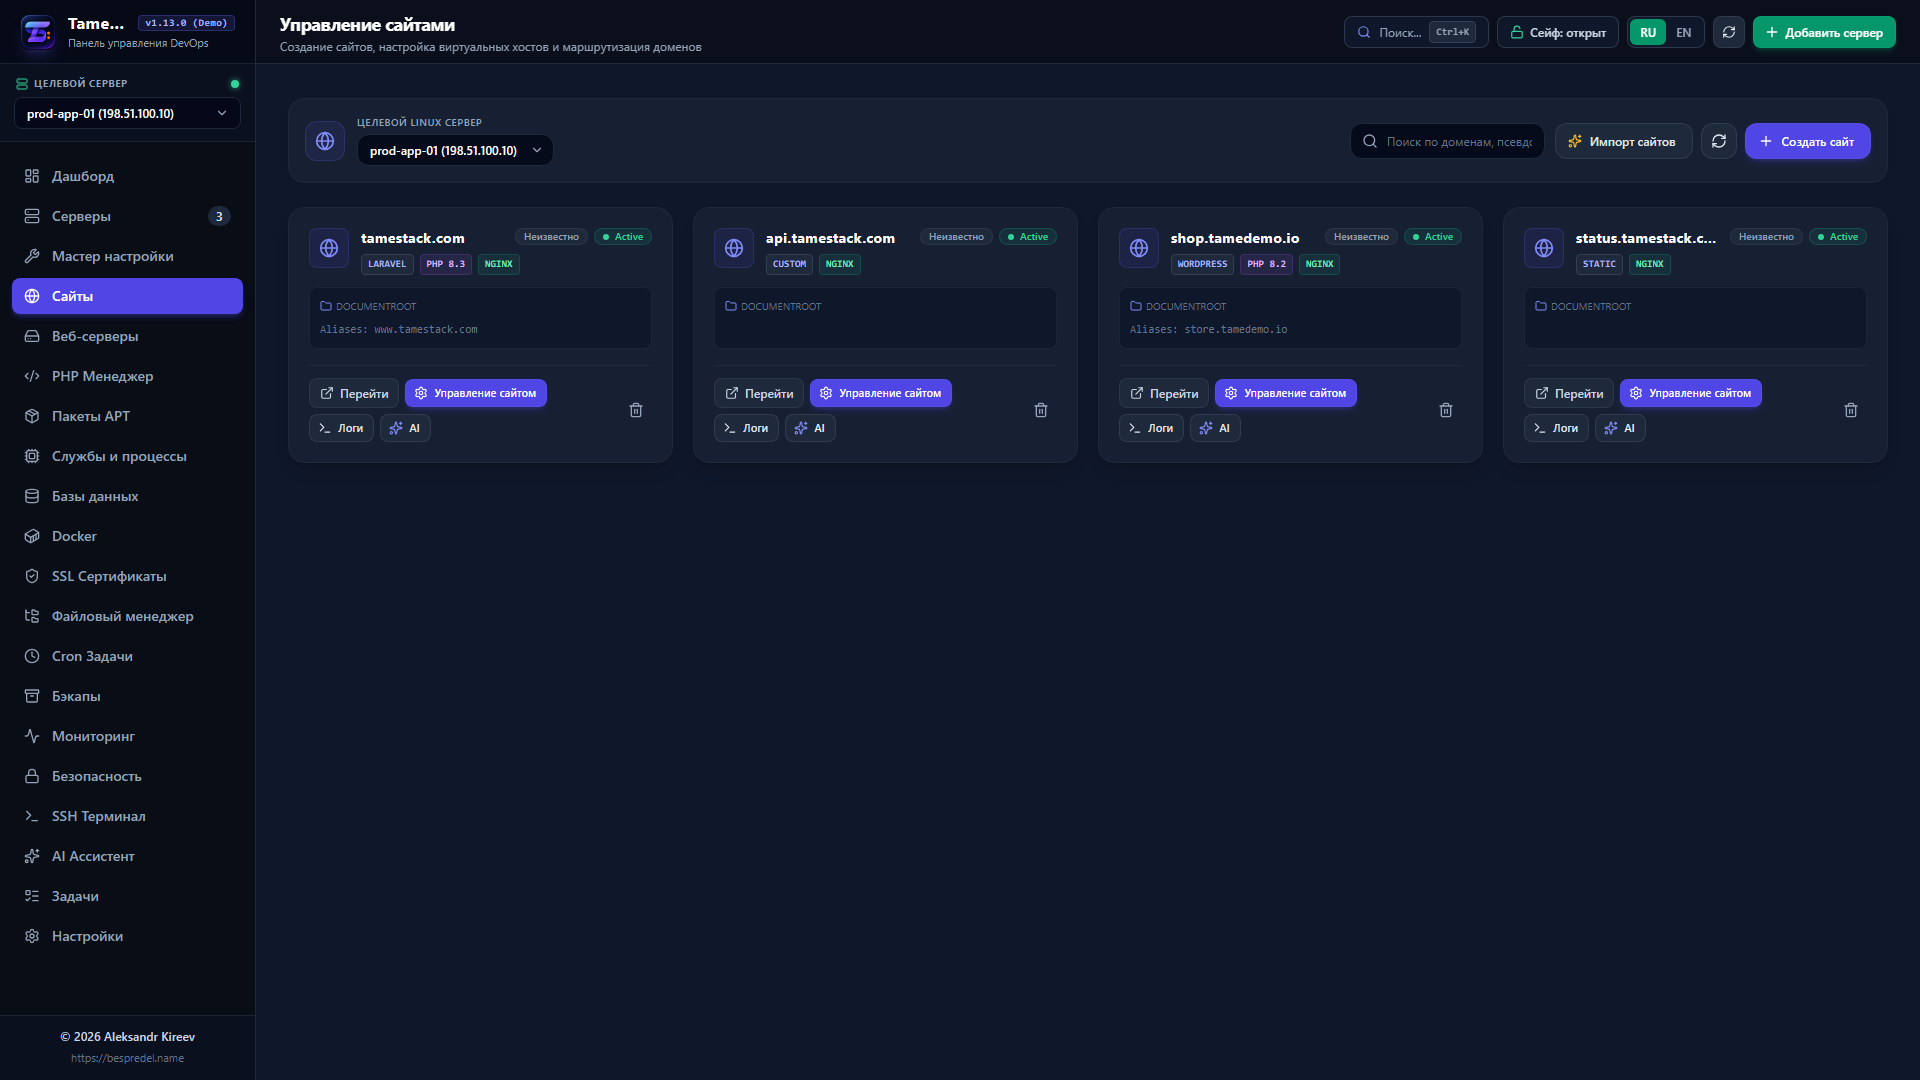 Tame...
v1.13.0 (Demo)
Панель управления DevOps
ЦЕЛЕВОЙ СЕРВЕР
prod-app-01 (198.51.100.10)
Дашборд
Серверы
3
Мастер настройки
Сайты
Веб-серверы
PHP Менеджер
Пакеты APT
Службы и процессы
Базы данных
Docker
SSL Сертификаты
Файловый менеджер
Cron Задачи
Бэкапы
Мониторинг
Безопасность
SSH Терминал
AI Ассистент
Задачи
Настройки
© 2026 Aleksandr Kireev
https://bespredel.name
Управление сайтами
Создание сайтов, настройка виртуальных хостов и маршрутизация доменов
Поиск...
Ctrl+K
Сейф: открыт
RU
EN
Добавить сервер
ЦЕЛЕВОЙ LINUX СЕРВЕР
prod-app-01 (198.51.100.10)
Поиск по доменам, псевдс
Импорт сайтов
Создать сайт
tamestack.com
Неизвестно
Active
LARAVEL
PHP 8.3
NGINX
DOCUMENTROOT
Aliases: www.tamestack.com
Перейти
Управление сайтом
Логи
AI
api.tamestack.com
Неизвестно
Active
CUSTOM
NGINX
DOCUMENTROOT
Перейти
Управление сайтом
Логи
AI
shop.tamedemo.io
Неизвестно
Active
WORDPRESS
PHP 8.2
NGINX
DOCUMENTROOT
Aliases: store.tamedemo.io
Перейти
Управление сайтом
Логи
AI
status.tamestack.c...
Неизвестно
Active
STATIC
NGINX
DOCUMENTROOT
Перейти
Управление сайтом
Логи
AI